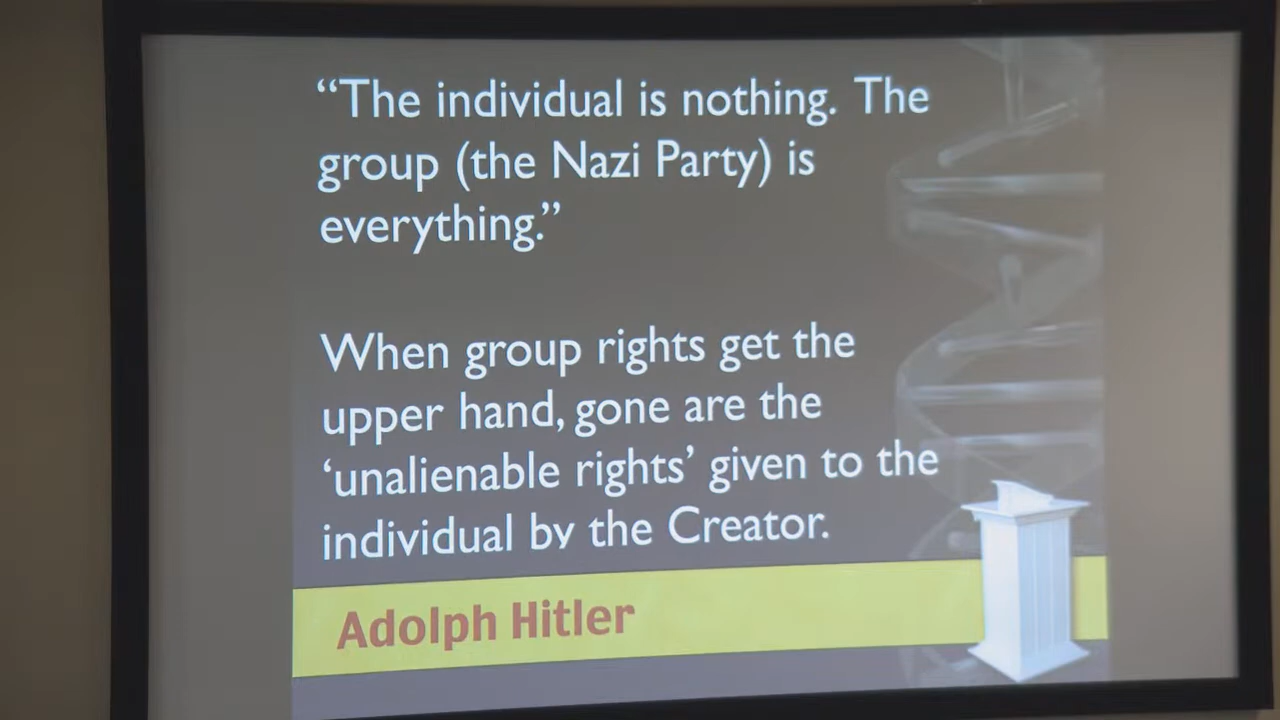 “The individual is nothing. The
group (the Nazi Party) is
everything.”
When group rights get the
upper hand, gone are the
‘unalienable rights’ given to the
individual by the Creator.
Adolph Hitler